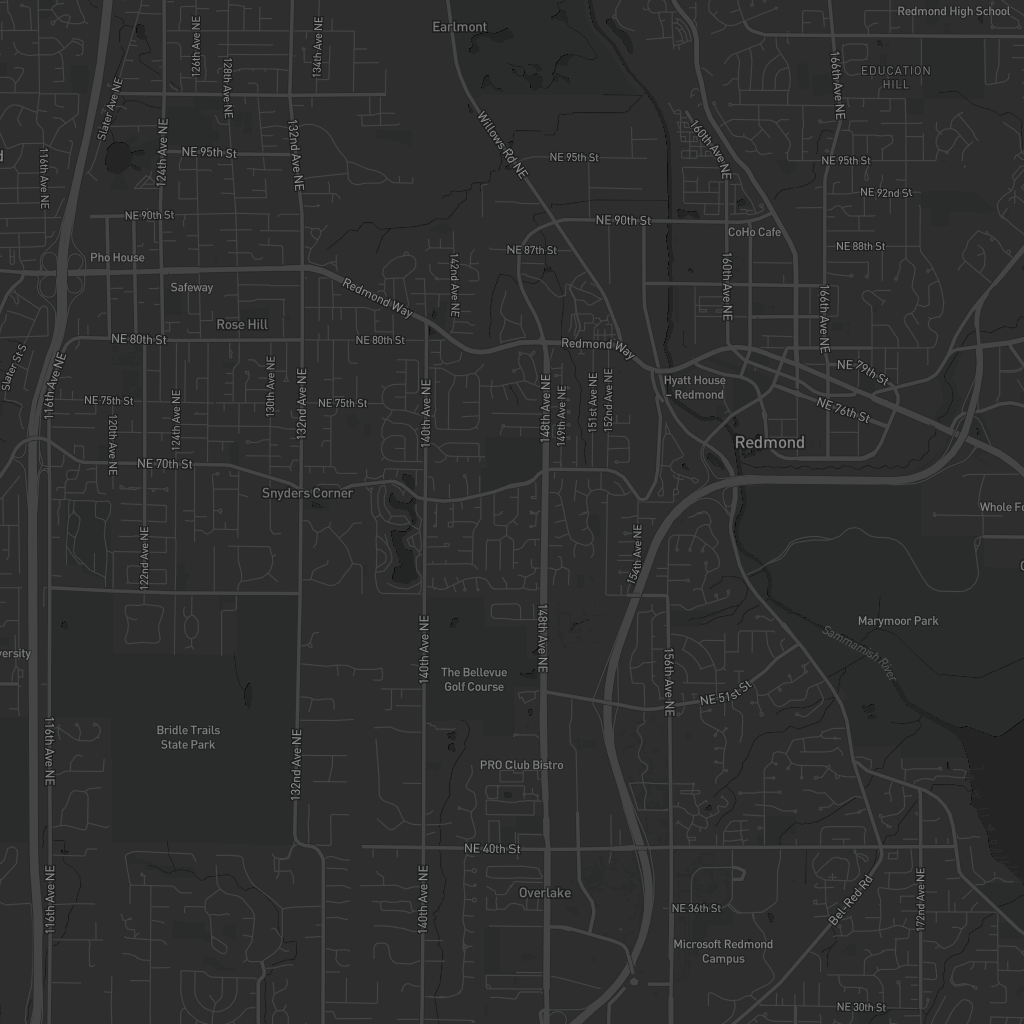 Earlmont
Redmond High School
126th Ave NE
134th Ave NE
128th Ave NE
166th Ave NE
EDUCATION
HILL
Slater Ave NE
124th Ave NE
132nd Ave NE
Willows Rd NE
160th Ave NE
116th Ave NE
NE 95th St
NE 95th St
NE 95th St
NE 92nd St
NE 90th St
NE 90th St
CoHo Cafe
NE 87th St
NE 88th St
Pho House
Safeway
142nd Ave NE
160th Ave NE
166th Ave NE
Redmond Way
Rose Hill
NE 80th St
NE 80th St
Redmond Way
NE 79th St
Slater St S
116th Ave NE
130th Ave NE
Hyatt House
– Redmond
NE 75th St
NE 75th St
NE 76th St
120th Ave NE
124th Ave NE
132nd Ave NE
140th Ave NE
148th Ave NE
149th Ave NE
151st Ave NE
152nd Ave NE
Redmond
NE 70th St
Snyders Corner
Whole Fo
122nd Ave NE
154th Ave NE
140th Ave NE
148th Ave NE
Marymoor Park
Sammamish River
versity
The Bellevue
Golf Course
156th Ave NE
NE 51st St
116th Ave NE
Bridle Trails
State Park
132nd Ave NE
PRO Club Bistro
NE 40th St
116th Ave NE
140th Ave NE
Overlake
NE 36th St
Bel-Red Rd
172nd Ave NE
Microsoft Redmond
Campus
NE 30th St